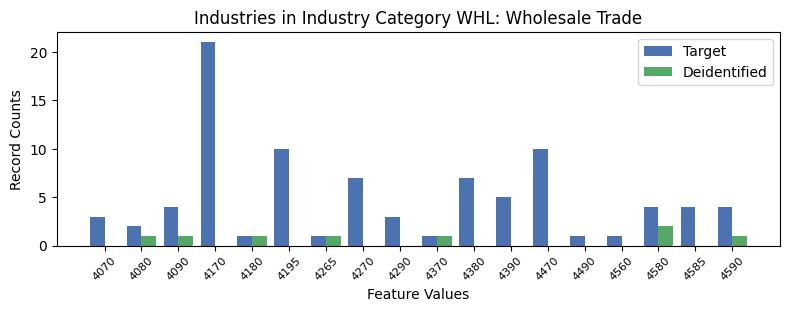 Industries in Industry Category WHL: Wholesale Trade
Target
Deidentified
Record Counts
20
15
10
5
0
4070 4080 4090 4170 4180 4195 4265 4270 4290 4370 4380 4390 4470 4490 4560 4580 4585 4590
Feature Values